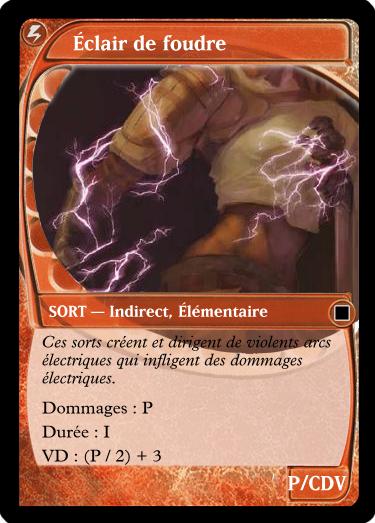 Éclair de foudre
SORT — Indirect, Élémentaire
Ces sorts créent et dirigent de violents arcs
électriques qui infligent des dommages
électriques.
Dommages : P
Durée : I
VD : (P / 2) + 3
P/CDV